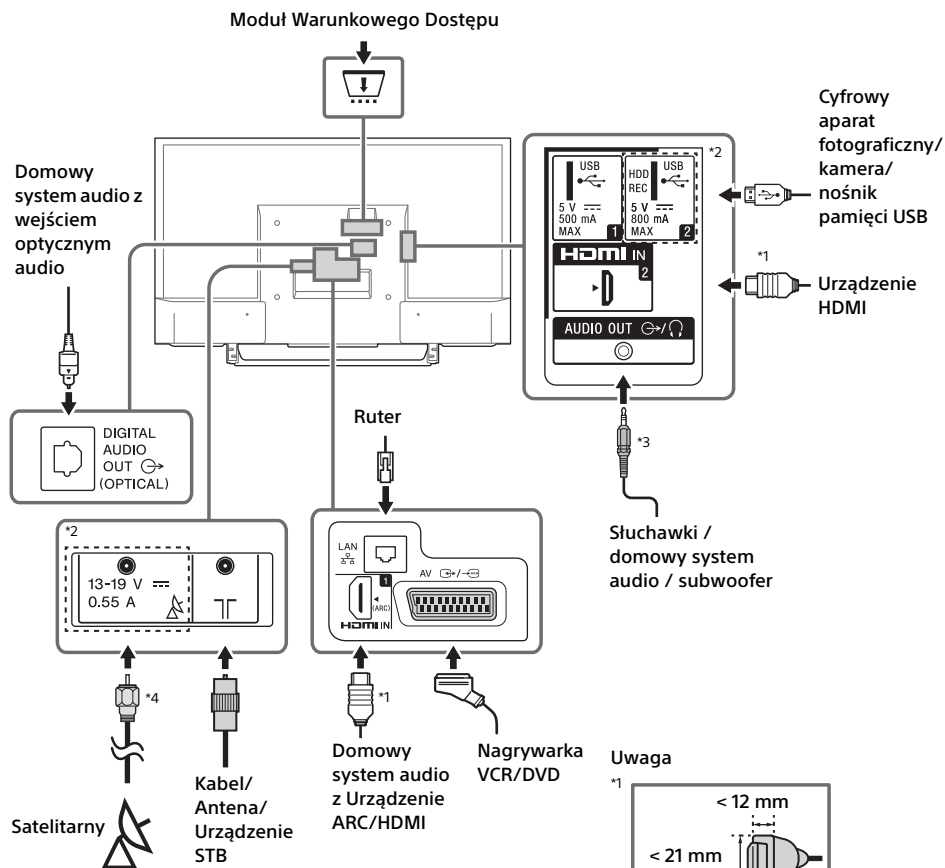 Moduł Warunkowego Dostępu
Domowy
system audio z
wejściem
optycznym
audio
DIGITAL
AUDIO
OUT
(OPTICAL)
*2
USB
5 V
500 mA
MAX
1
HDD
REC
USB
5 V
800 mA
MAX
2
HDMI IN
2
AUDIO OUT
Cyfrowy
aparat
fotograficzny/
kamera/
nośnik
pamięci USB
*1
Urządzenie
HDMI
*3
Słuchawki /
domowy system
audio / subwoofer
*2
13-19 V
0.55 A
*4
Satelitarny
Kabel/
Antena/
Urządzenie
STB
Ruter
LAN
1
(ARC)
HDMI IN
AV
*1
Domowy
system audio
z Urządzenie
ARC/HDMI
Nagrywarka
VCR/DVD
Uwaga
*1
< 12 mm
< 21 mm